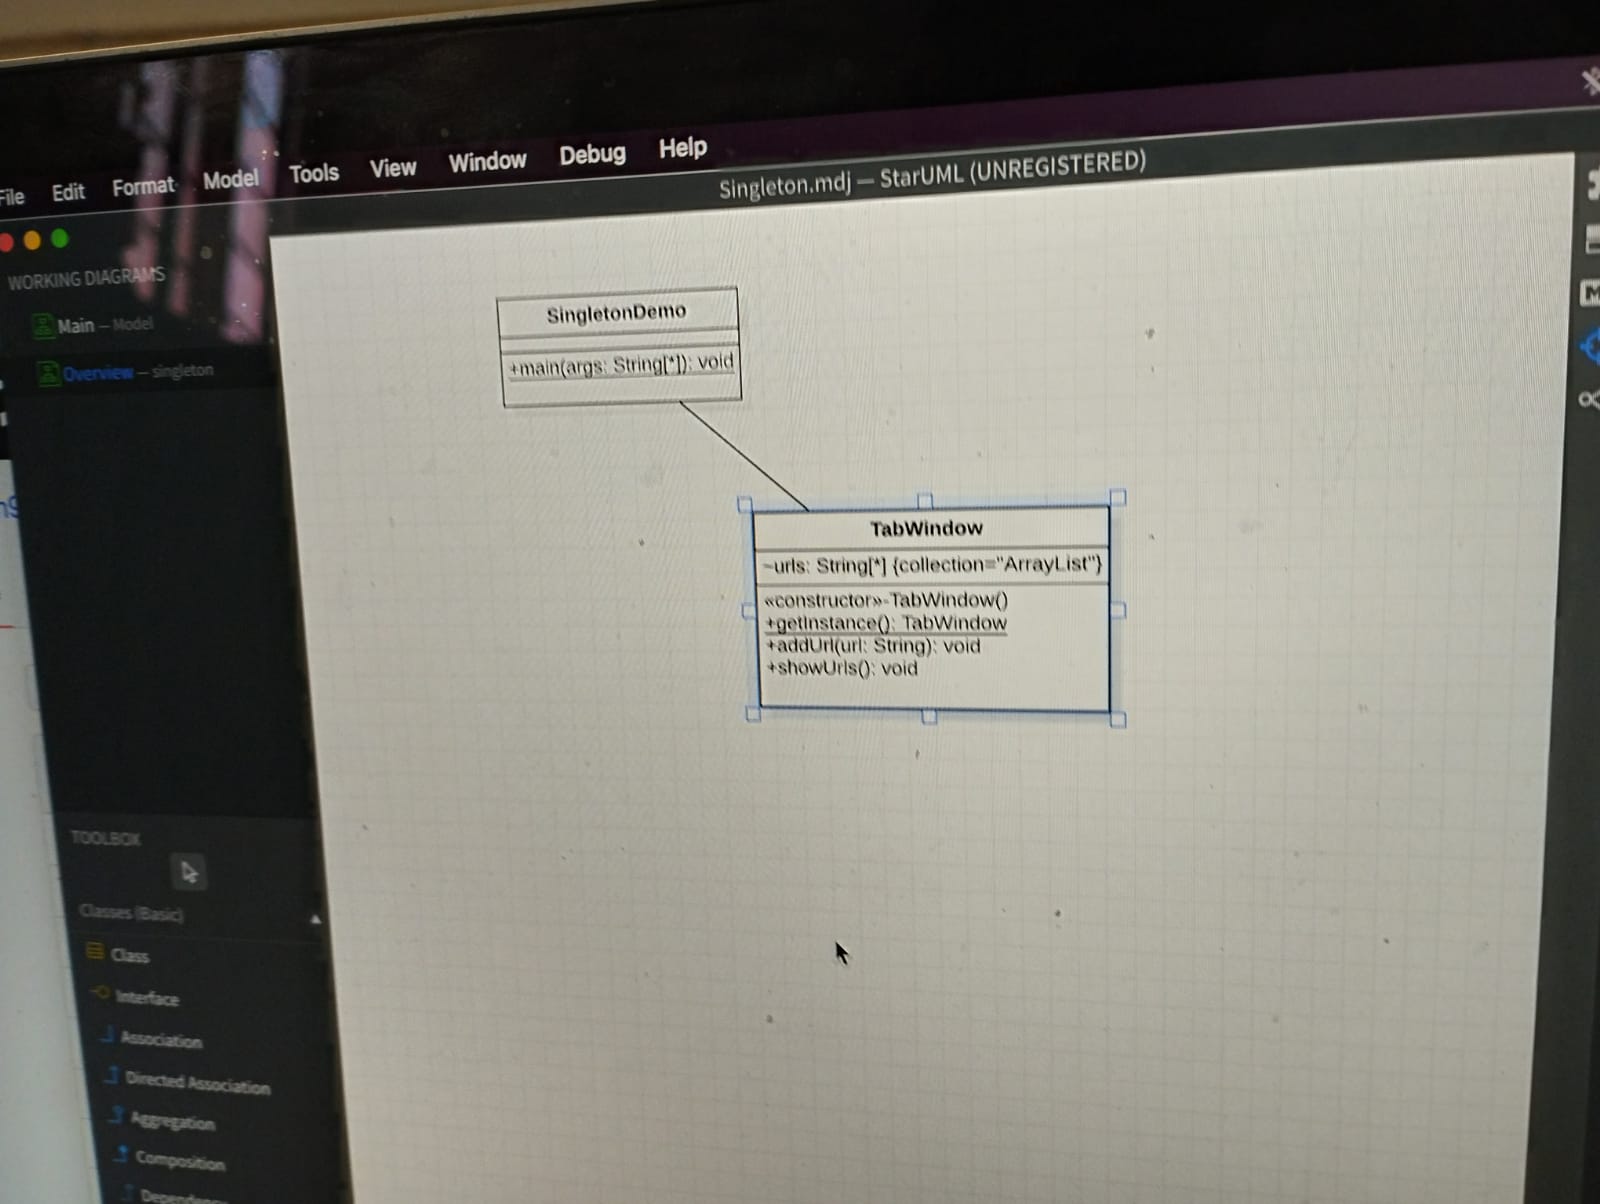 File Edit Format Model Tools View Window Debug Help
Singleton.mdj — StarUML (UNREGISTERED)
WORKING DIAGRAMS
Main — Model
Overview — singleton
SingletonDemo
+main(args: String[*]): void
TabWindow
~urls: String[*] {collection="ArrayList"}
«constructor»-TabWindow()
+getInstance(): TabWindow
+addUrl(url: String): void
+showUrls(): void
TOOLBOX
Classes (Basic)
Class
Interface
Association
Directed Association
Aggregation
Composition